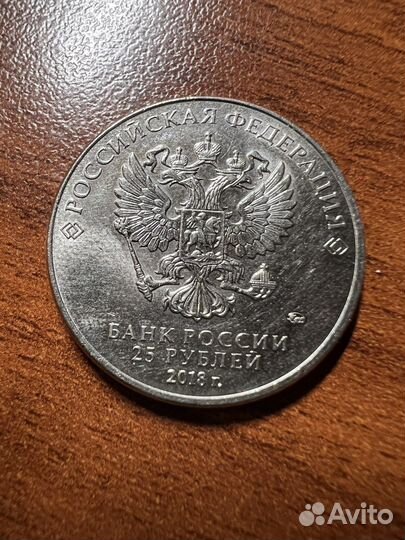 РОССИЙСКАЯ ФЕДЕРАЦИЯ
БАНК РОССИИ
25 РУБЛЕЙ
2018 г.
Avito